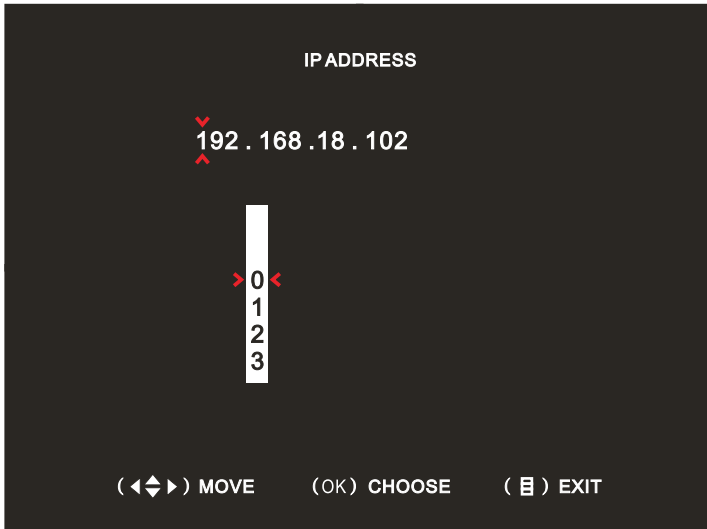 IP ADDRESS
192 . 168 .18 . 102
0
1
2
3
( ) MOVE (OK) CHOOSE ( ) EXIT